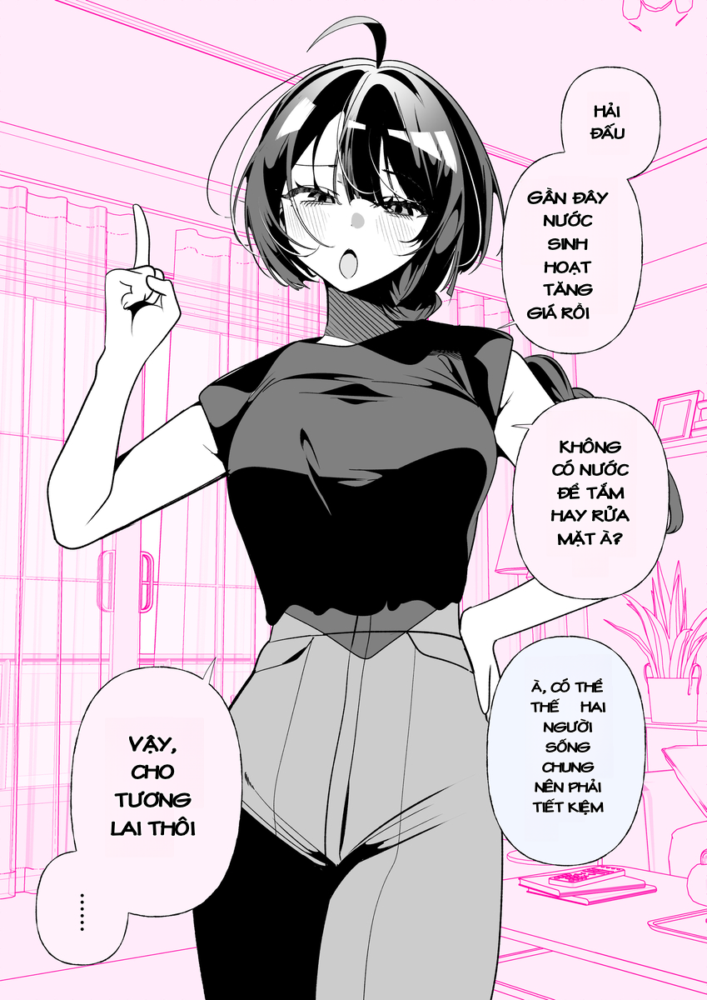 HẢI
ĐẤU
GẦN ĐÂY
NƯỚC
SINH
HOẠT
TĂNG
GIÁ RỒI
KHÔNG
CÓ NƯỚC
ĐỂ TẮM
HAY RỬA
MẶT À?
À, CÓ THỂ
THẾ HAI
NGƯỜI
SỐNG
CHUNG
NÊN PHẢI
TIẾT KIỆM
VẬY,
CHO
TƯƠNG
LAI THÔI
......